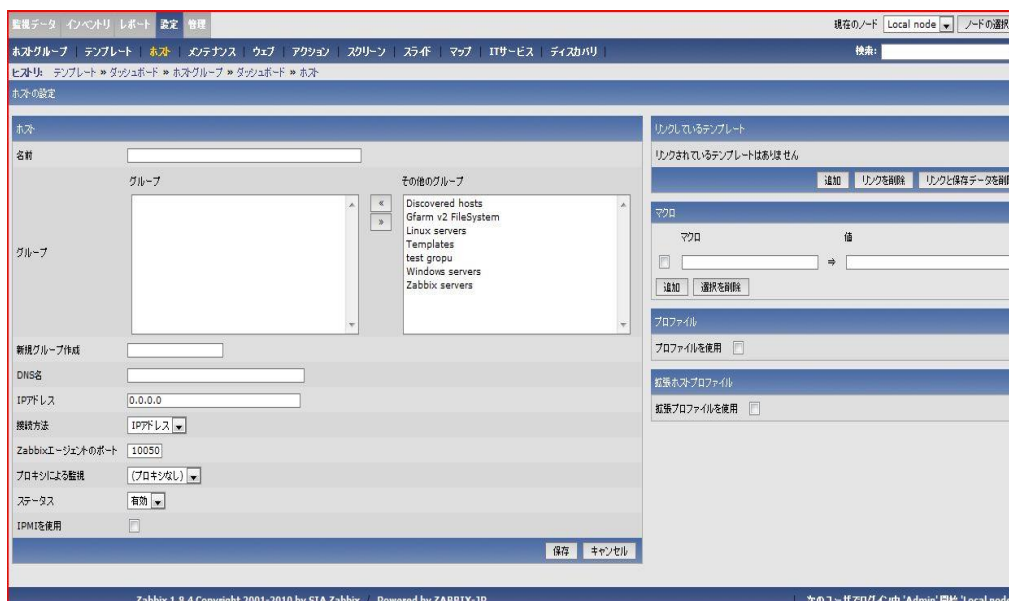 監視データ インベントリ レポート 設定 管理
現在のノード Local node ノードの選択
ホストグループ | テンプレート | ホスト | メンテナンス | ウェブ | アクション | スクリーン | スライド | マップ | ITサービス | ディスカバリ |
検索:
ヒストリ: テンプレート » ダッシュボード » ホストグループ » ダッシュボード » ホスト
ホストの設定
ホスト
名前
グループ
その他のグループ
グループ
«
»
Discovered hosts
Gfarm v2 FileSystem
Linux servers
Templates
test gropu
Windows servers
Zabbix servers
新規グループ作成
DNS名
IPアドレス 0.0.0.0
接続方法 IPアドレス
Zabbixエージェントのポート 10050
プロキシによる監視 (プロキシなし)
ステータス 有効
IPMIを使用
保存 キャンセル
リンクしているテンプレート
リンクされているテンプレートはありません
追加 リンクを削除 リンクと保存データを削
マクロ
マクロ 値
⇒
追加 選択を削除
プロファイル
プロファイルを使用
拡張ホストプロファイル
拡張プロファイルを使用
Zabbix 1.8.4 Copyright 2001-2010 by SIA Zabbix / Powered by ZABBIX-JP
次のユーザでログイン中 'Admin' 開始 'Local node